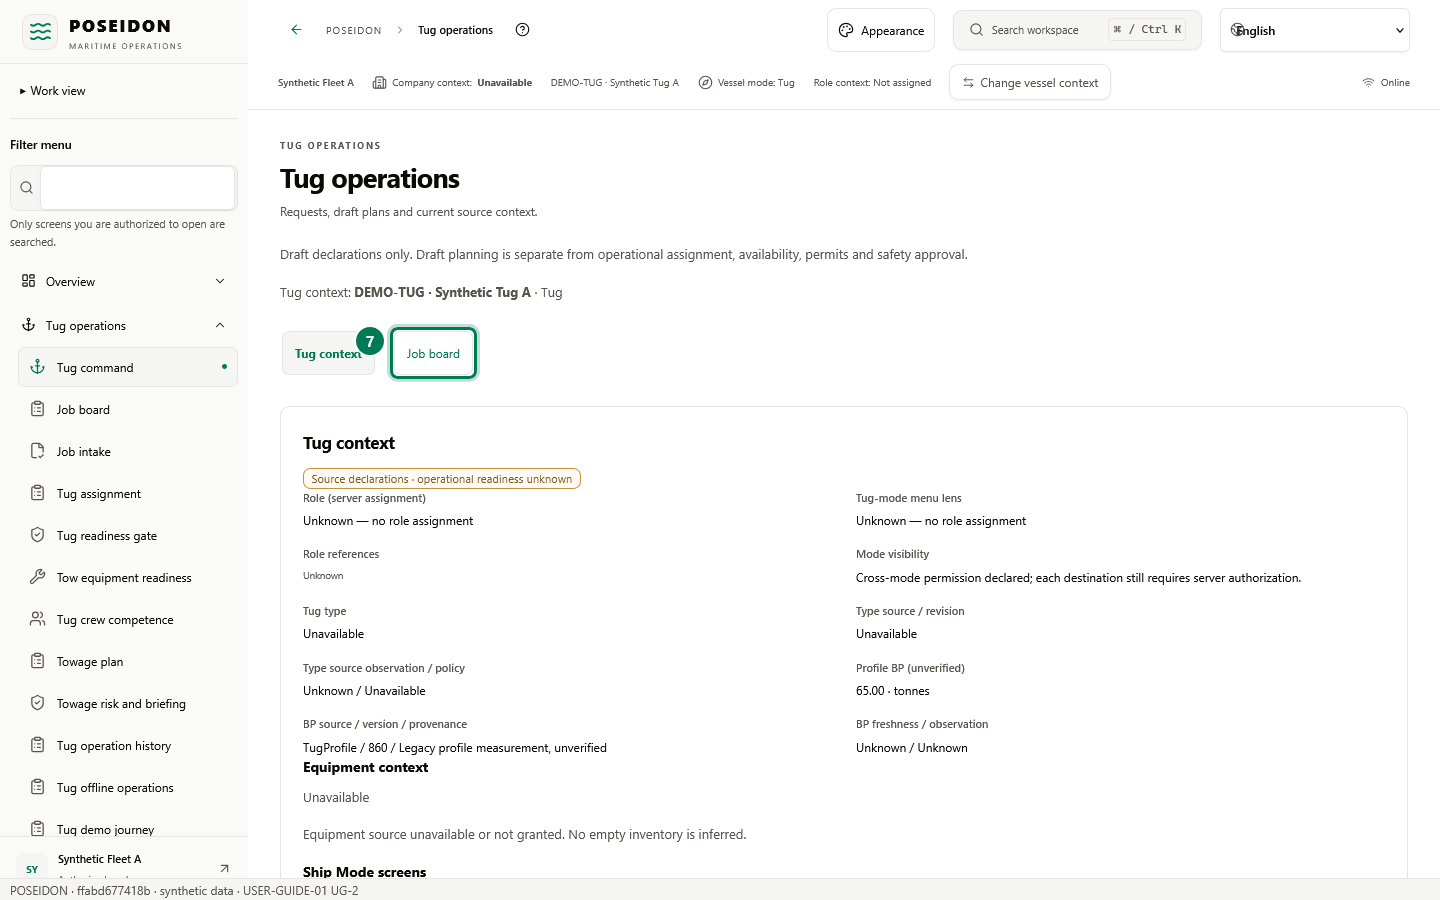 POSEIDON
MARITIME OPERATIONS
Work view
Filter menu
Only screens you are authorized to open are
searched.
Overview
Tug operations
Tug command
Job board
Job intake
Tug assignment
Tug readiness gate
Tow equipment readiness
Tug crew competence
Towage plan
Towage risk and briefing
Tug operation history
Tug offline operations
Tug demo journey
SY
Synthetic Fleet A
POSEIDON
Tug operations
Appearance
Search workspace
⌘ / Ctrl K
English
Synthetic Fleet A
Company context: Unavailable
DEMO-TUG · Synthetic Tug A
Vessel mode: Tug
Role context: Not assigned
Change vessel context
Online
TUG OPERATIONS
Tug operations
Requests, draft plans and current source context.
Draft declarations only. Draft planning is separate from operational assignment, availability, permits and safety approval.
Tug context: DEMO-TUG · Synthetic Tug A · Tug
Tug context
7
Job board
Tug context
Source declarations · operational readiness unknown
Role (server assignment)
Unknown — no role assignment
Tug-mode menu lens
Unknown — no role assignment
Role references
Unknown
Mode visibility
Cross-mode permission declared; each destination still requires server authorization.
Tug type
Unavailable
Type source / revision
Unavailable
Type source observation / policy
Unknown / Unavailable
Profile BP (unverified)
65.00 · tonnes
BP source / version / provenance
TugProfile / 860 / Legacy profile measurement, unverified
BP freshness / observation
Unknown / Unknown
Equipment context
Unavailable
Equipment source unavailable or not granted. No empty inventory is inferred.
Ship Mode screens
POSEIDON · ffabd677418b · synthetic data · USER-GUIDE-01 UG-2